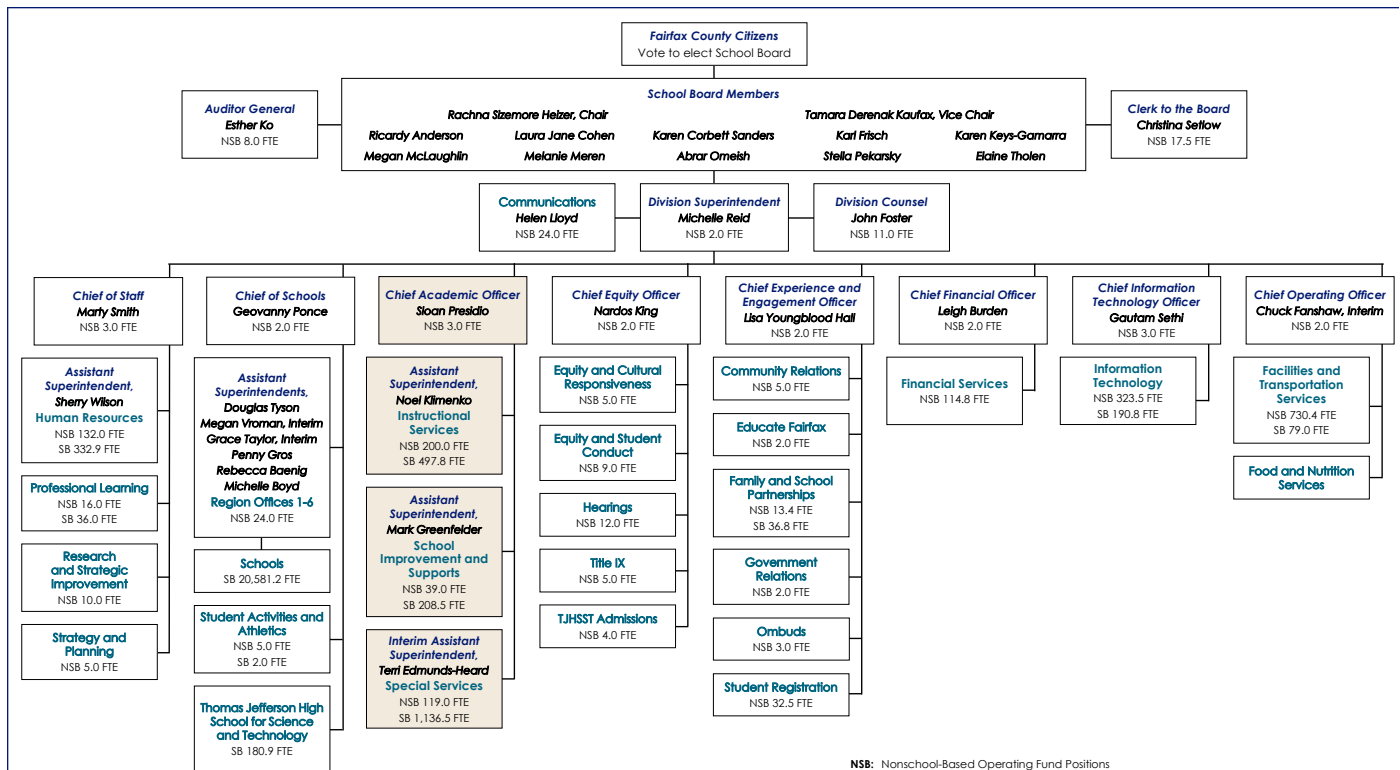 Fairfax County Citizens
Vote to elect School Board
School Board Members
Rachna Sizemore Heizer, Chair
Tamara Derenak Kaufax, Vice Chair
Ricardy Anderson
Laura Jane Cohen
Karen Corbett Sanders
Karl Frisch
Karen Keys-Gamarra
Megan McLaughlin
Melanie Meren
Abrar Omeish
Stella Pekarsky
Elaine Tholen
Auditor General
Esther Ko
NSB 8.0 FTE
Clerk to the Board
Christina Setlow
NSB 17.5 FTE
Communications
Helen Lloyd
NSB 24.0 FTE
Division Superintendent
Michelle Reid
NSB 2.0 FTE
Division Counsel
John Foster
NSB 11.0 FTE
Chief of Staff
Marty Smith
NSB 3.0 FTE
Assistant
Superintendent,
Sherry Wilson
Human Resources
NSB 132.0 FTE
SB 332.9 FTE
Professional Learning
NSB 16.0 FTE
SB 36.0 FTE
Research
and Strategic
Improvement
NSB 10.0 FTE
Strategy and
Planning
NSB 5.0 FTE
Chief of Schools
Geovanny Ponce
NSB 2.0 FTE
Assistant
Superintendents,
Douglas Tyson
Megan Vroman, Interim
Grace Taylor, Interim
Penny Gros
Rebecca Baenig
Michelle Boyd
Region Offices 1-6
NSB 24.0 FTE
Schools
SB 20,581.2 FTE
Student Activities and
Athletics
NSB 5.0 FTE
SB 2.0 FTE
Thomas Jefferson High
School for Science
and Technology
SB 180.9 FTE
Chief Academic Officer
Sloan Presidio
NSB 3.0 FTE
Assistant
Superintendent,
Noel Klimenko
Instructional
Services
NSB 200.0 FTE
SB 497.8 FTE
Assistant
Superintendent,
Mark Greenfelder
School
Improvement and
Supports
NSB 39.0 FTE
SB 208.5 FTE
Interim Assistant
Superintendent,
Terri Edmunds-Heard
Special Services
NSB 119.0 FTE
SB 1,136.5 FTE
Chief Equity Officer
Nardos King
NSB 2.0 FTE
Equity and Cultural
Responsiveness
NSB 5.0 FTE
Equity and Student
Conduct
NSB 9.0 FTE
Hearings
NSB 12.0 FTE
Title IX
NSB 5.0 FTE
TJHSST Admissions
NSB 4.0 FTE
Chief Experience and
Engagement Officer
Lisa Youngblood Hall
NSB 2.0 FTE
Community Relations
NSB 5.0 FTE
Educate Fairfax
NSB 2.0 FTE
Family and School
Partnerships
NSB 13.4 FTE
SB 36.8 FTE
Government
Relations
NSB 2.0 FTE
Ombuds
NSB 3.0 FTE
Student Registration
NSB 32.5 FTE
Chief Financial Officer
Leigh Burden
NSB 2.0 FTE
Financial Services
NSB 114.8 FTE
Chief Information
Technology Officer
Gautam Sethi
NSB 3.0 FTE
Information
Technology
NSB 323.5 FTE
SB 190.8 FTE
Chief Operating Officer
Chuck Fanshaw, Interim
NSB 2.0 FTE
Facilities and
Transportation
Services
NSB 730.4 FTE
SB 79.0 FTE
Food and Nutrition
Services
NSB: Nonschool-Based Operating Fund Positions